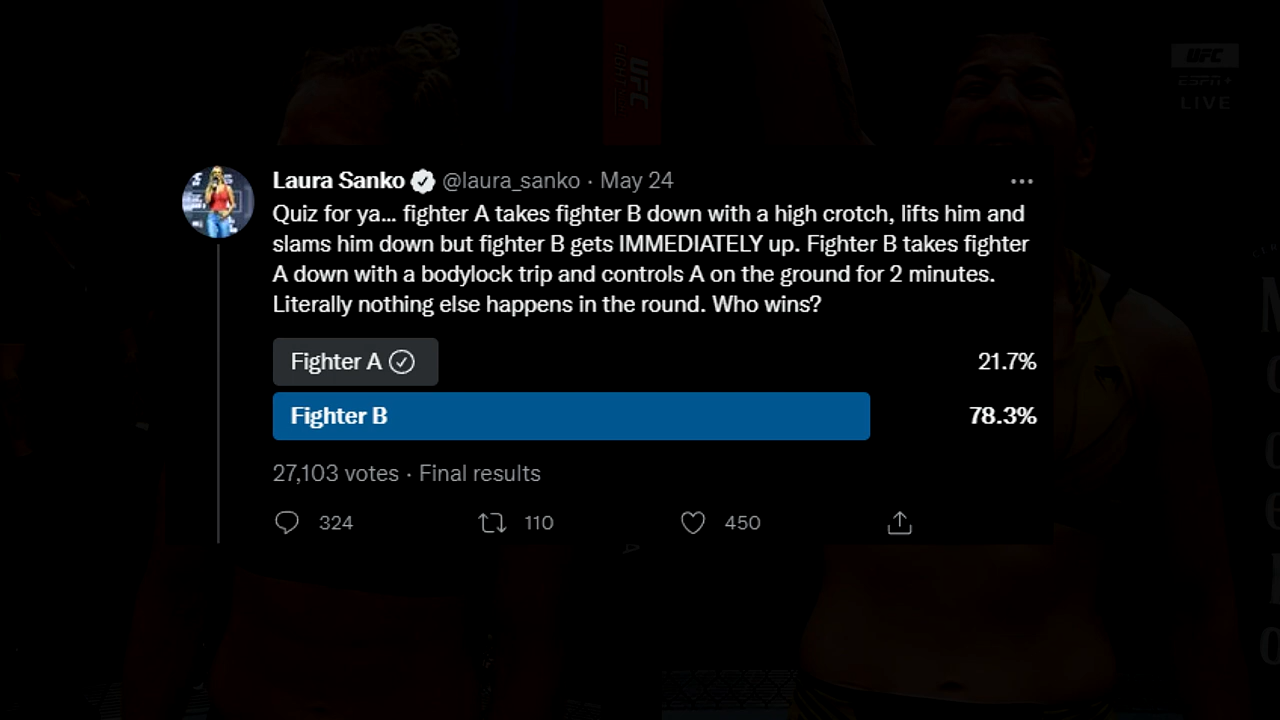 UFC
FIGHT
UFC
ESPN+
LIVE
Laura Sanko @laura_sanko · May 24
Quiz for ya... fighter A takes fighter B down with a high crotch, lifts him and
slams him down but fighter B gets IMMEDIATELY up. Fighter B takes fighter
A down with a bodylock trip and controls A on the ground for 2 minutes.
Literally nothing else happens in the round. Who wins?
Fighter A
21.7%
Fighter B
78.3%
27,103 votes · Final results
324
110
450